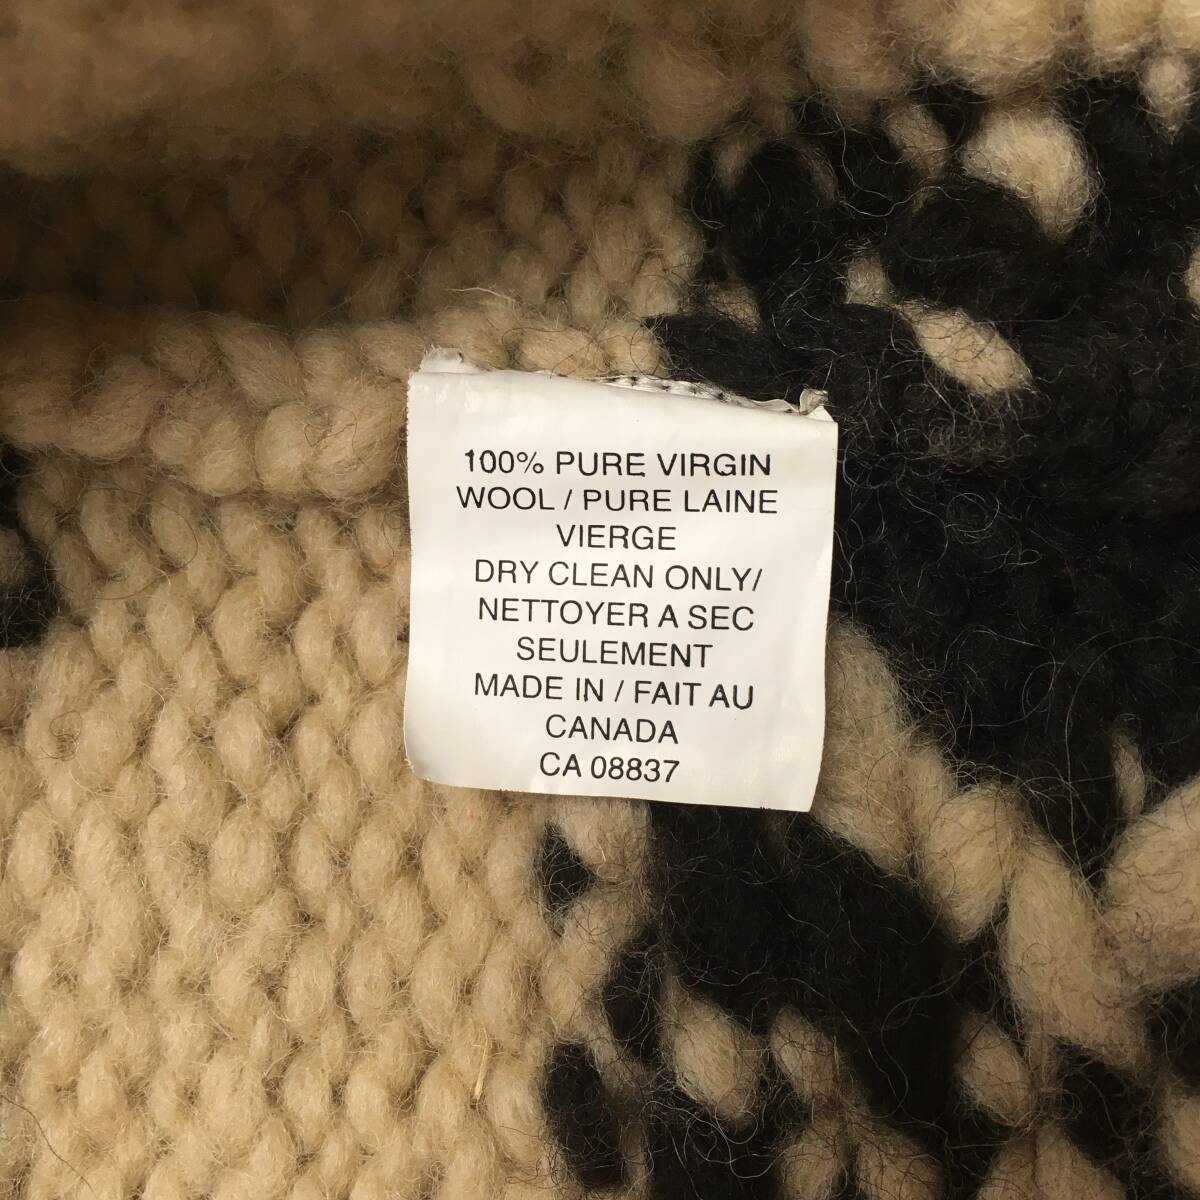 100% PURE VIRGIN
WOOL / PURE LAINE
VIERGE
DRY CLEAN ONLY/
NETTOYER A SEC
SEULEMENT
MADE IN / FAIT AU
CANADA
CA 08837